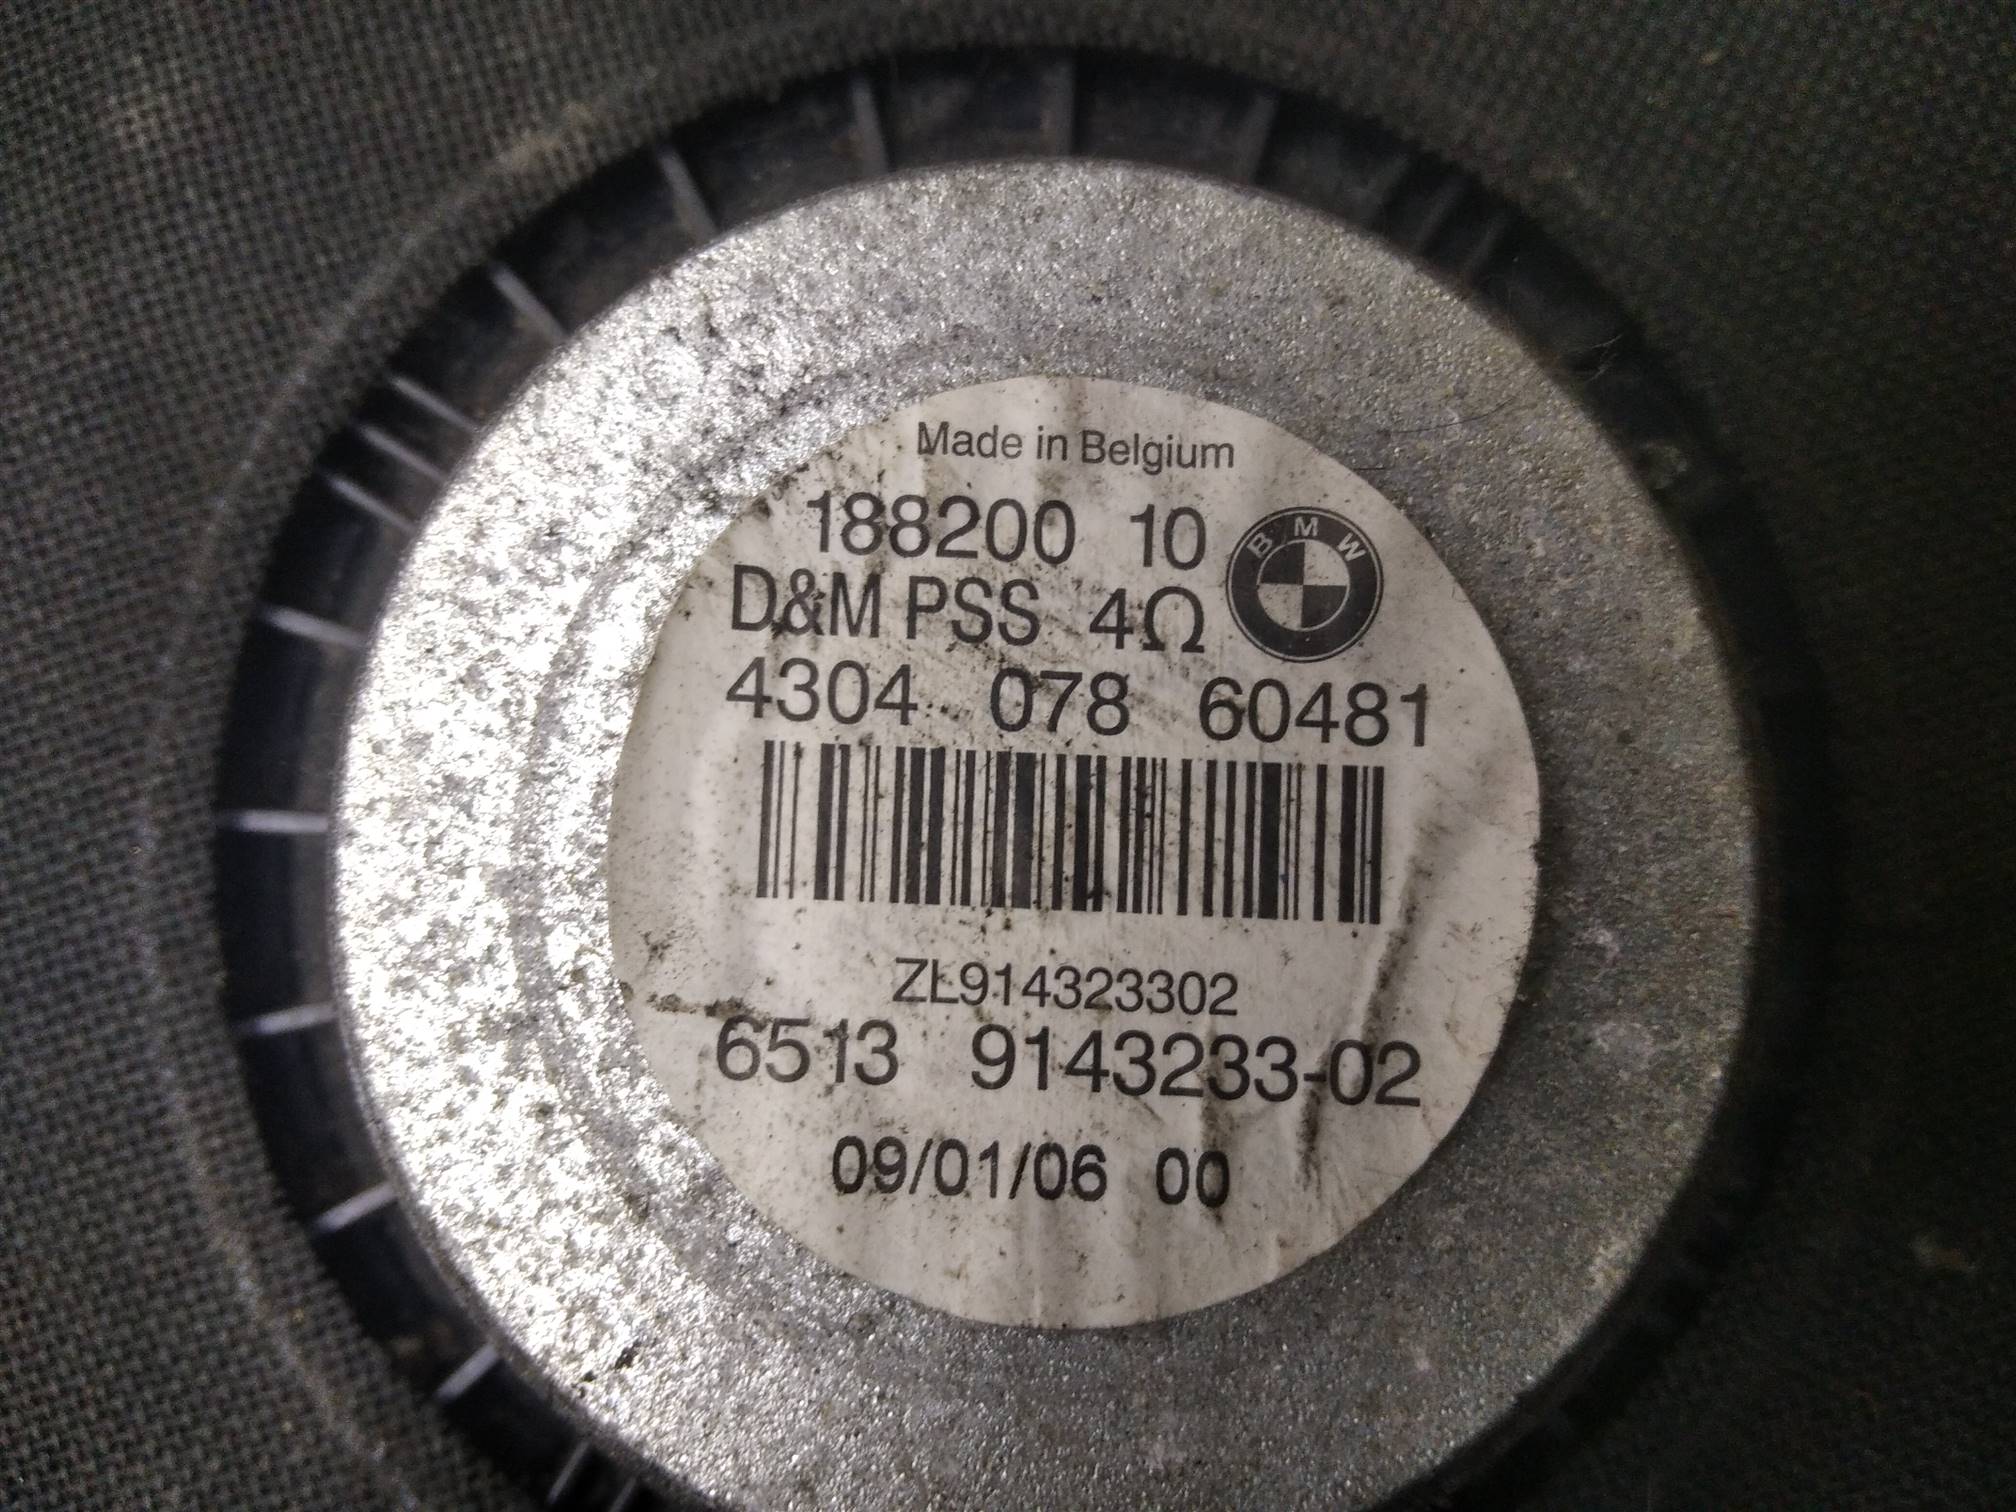 Made in Belgium
188200 10
BMW
D&M PSS 4Ω
4304 078 60481
ZL914323302
6513 9143233-02
09/01/06 00